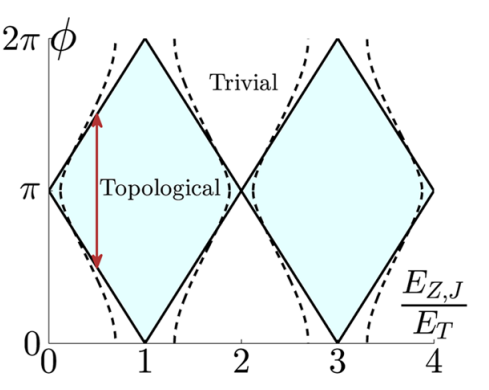 2π ϕ
Trivial
π
Topological
E_{Z,J}
E_T
0
0 1 2 3 4